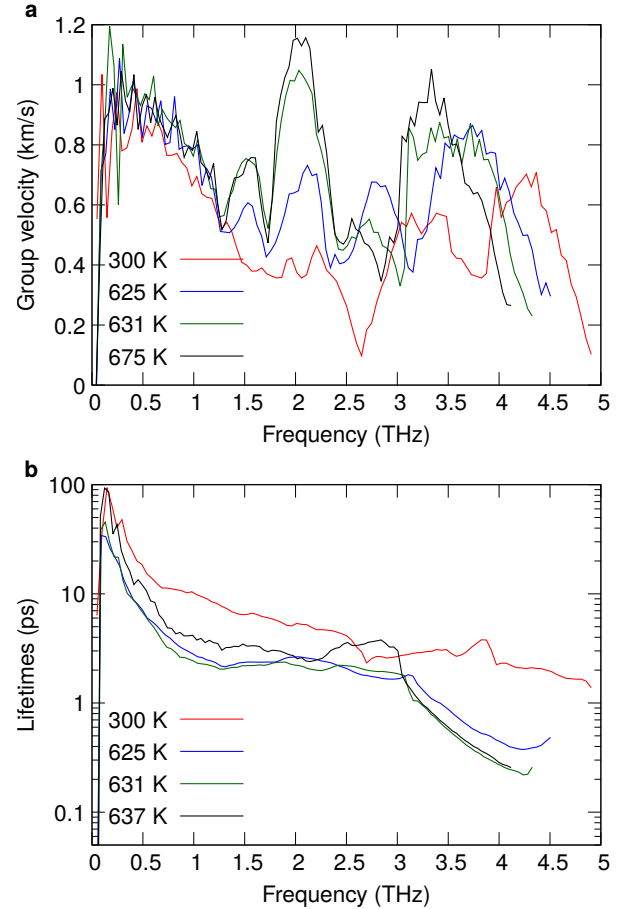 a
1.2
1
0.8
0.6
0.4
0.2
0
Group velocity (km/s)
300 K
625 K
631 K
675 K
0 0.5 1 1.5 2 2.5 3 3.5 4 4.5 5
Frequency (THz)
b
100
10
1
0.1
Lifetimes (ps)
300 K
625 K
631 K
637 K
0 0.5 1 1.5 2 2.5 3 3.5 4 4.5 5
Frequency (THz)